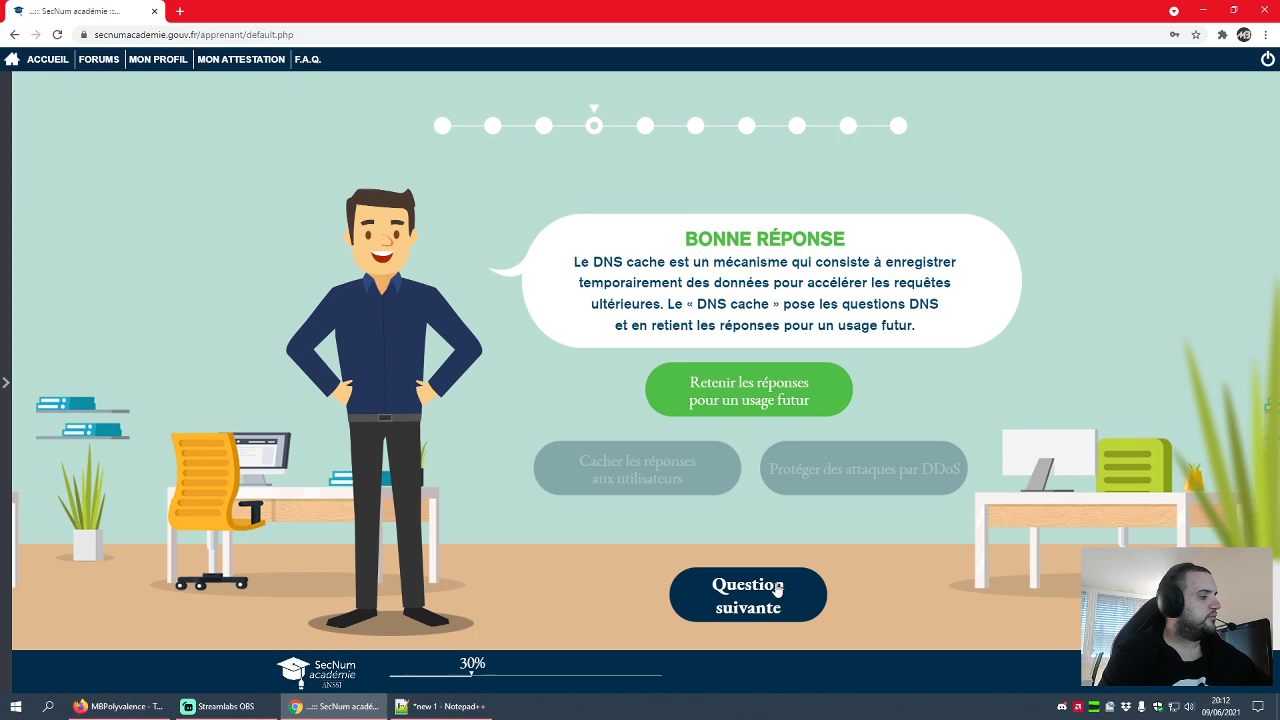 ..:: SecNum académie ::..
secnumacademie.gouv.fr/apprenant/default.php
ACCUEIL
FORUMS
MON PROFIL
MON ATTESTATION
F.A.Q.
BONNE RÉPONSE
Le DNS cache est un mécanisme qui consiste à enregistrer
temporairement des données pour accélérer les requêtes
ultérieures. Le « DNS cache » pose les questions DNS
et en retient les réponses pour un usage futur.
Retenir les réponses
pour un usage futur
Cacher les réponses
aux utilisateurs
Protéger des attaques par DDoS
Question
suivante
SecNum
académie
ANSSI
30%
MBPolyvalence - T...
Streamlabs OBS
..:: SecNum acadé...
*new 1 - Notepad++
20:12
09/06/2021